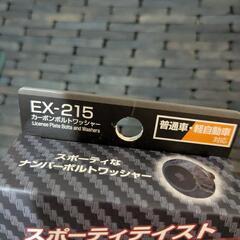 EX-215
カーボンボルトワッシャー
License Plate Bolts and Washers
普通車・軽自動車
対応
スポーティな
ナンバーボルトワッシャー
スポーティテイスト